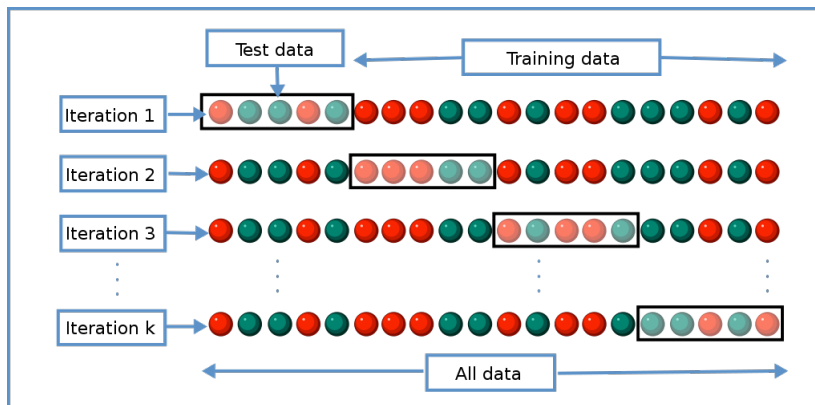 Test data
Training data
Iteration 1
Iteration 2
Iteration 3
Iteration k
All data